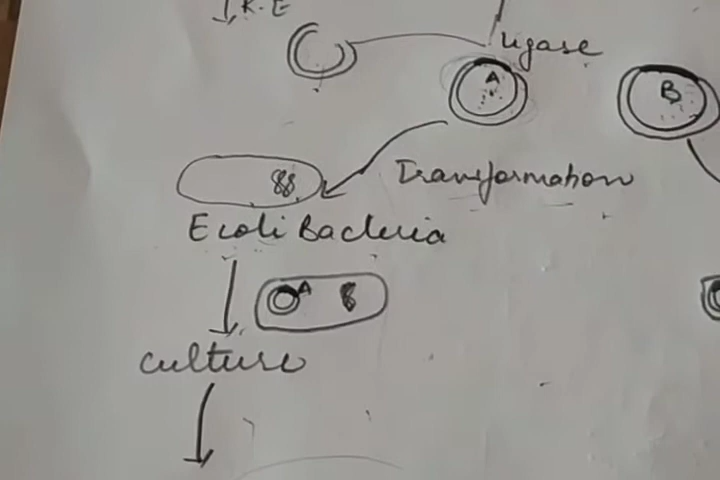 R.E
ligase
A
B
Transformation
E coli Bacteria
A
culture